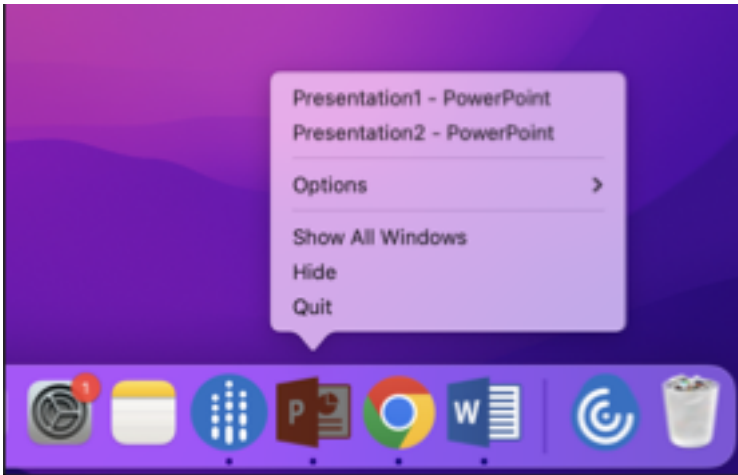 Presentation1 - PowerPoint
Presentation2 - PowerPoint
Options
Show All Windows
Hide
Quit
1
P
W